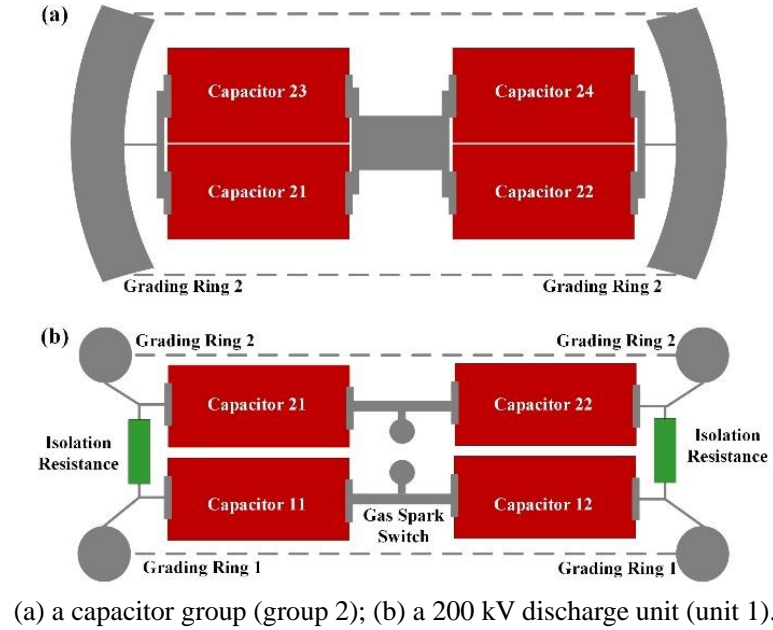 (a)
Capacitor 23
Capacitor 24
Capacitor 21
Capacitor 22
Grading Ring 2
Grading Ring 2
(b)
Grading Ring 2
Grading Ring 2
Capacitor 21
Capacitor 22
Isolation
Resistance
Isolation
Resistance
Capacitor 11
Gas Spark
Switch
Capacitor 12
Grading Ring 1
Grading Ring 1
(a) a capacitor group (group 2); (b) a 200 kV discharge unit (unit 1).